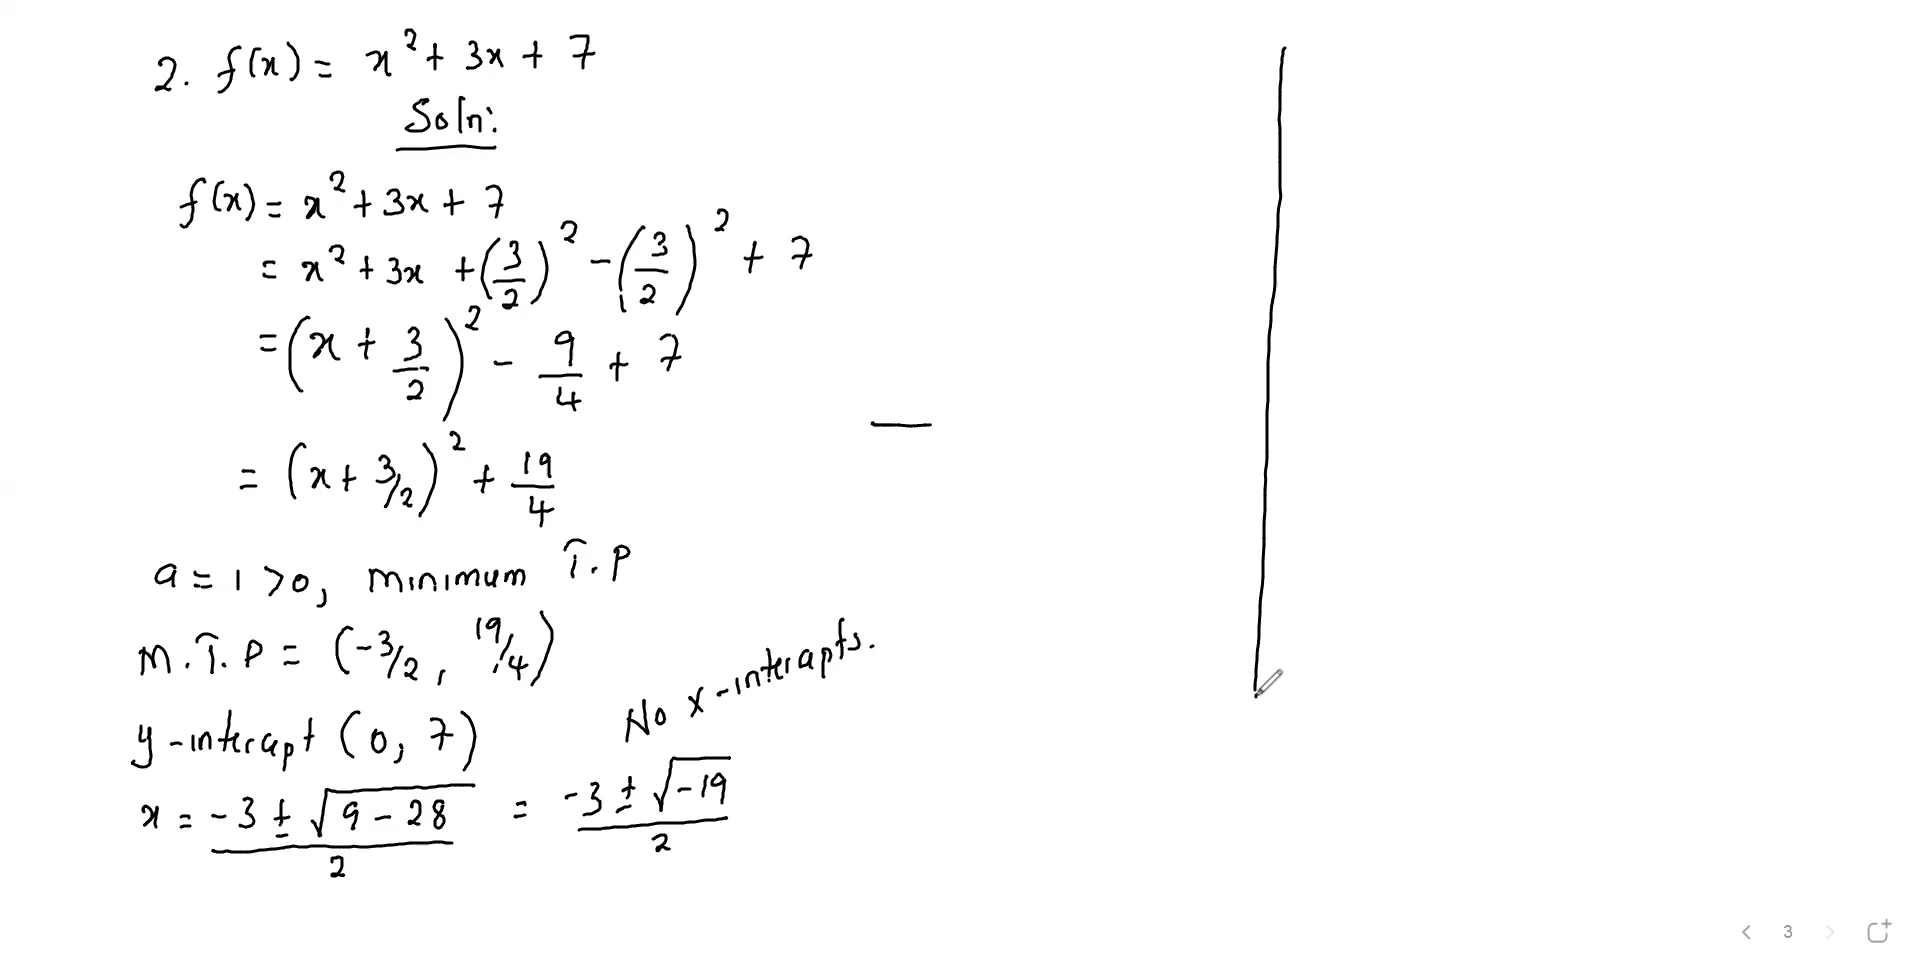 2. f(x) = x² + 3x + 7
Soln:
f(x) = x² + 3x + 7
= x² + 3x + (3/2)² - (3/2)² + 7
= (x + 3/2)² - 9/4 + 7
= (x + 3/2)² + 19/4
a = 1 > 0, minimum T.P
M.T.P = (-3/2, 19/4)
y-interapt (0, 7)
No x-interapts.
x = (-3 ± √(9 - 28))/2 = (-3 ± √(-19))/2
3